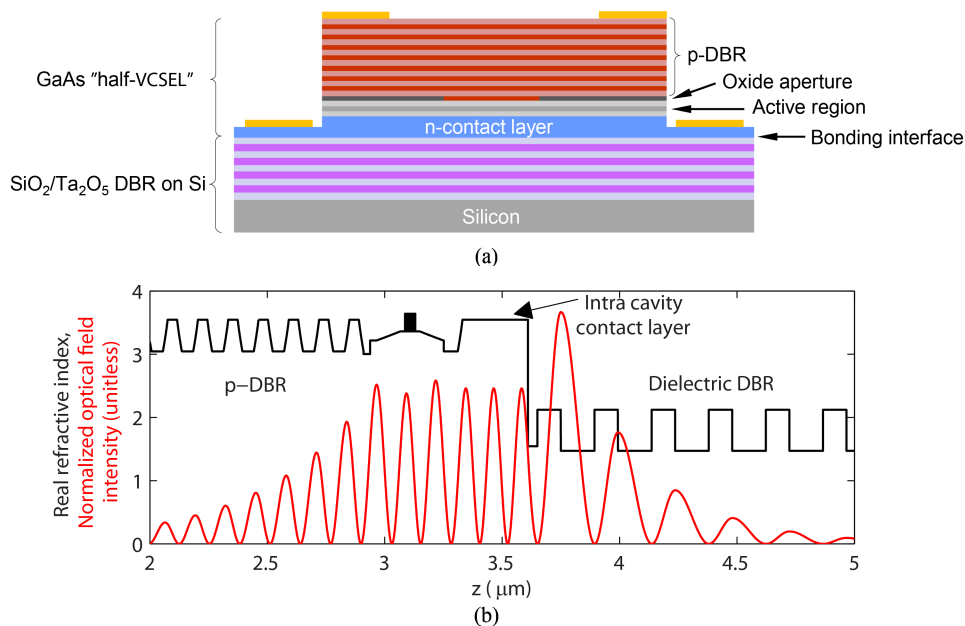 GaAs "half-VCSEL"
SiO₂/Ta₂O₅ DBR on Si
p-DBR
Oxide aperture
Active region
n-contact layer
Bonding interface
Silicon
(a)
Real refractive index,
Normalized optical field
intensity (unitless)
4
3
2
1
0
Intra cavity
contact layer
p−DBR
Dielectric DBR
2
2.5
3
3.5
4
4.5
5
z ( μm)
(b)